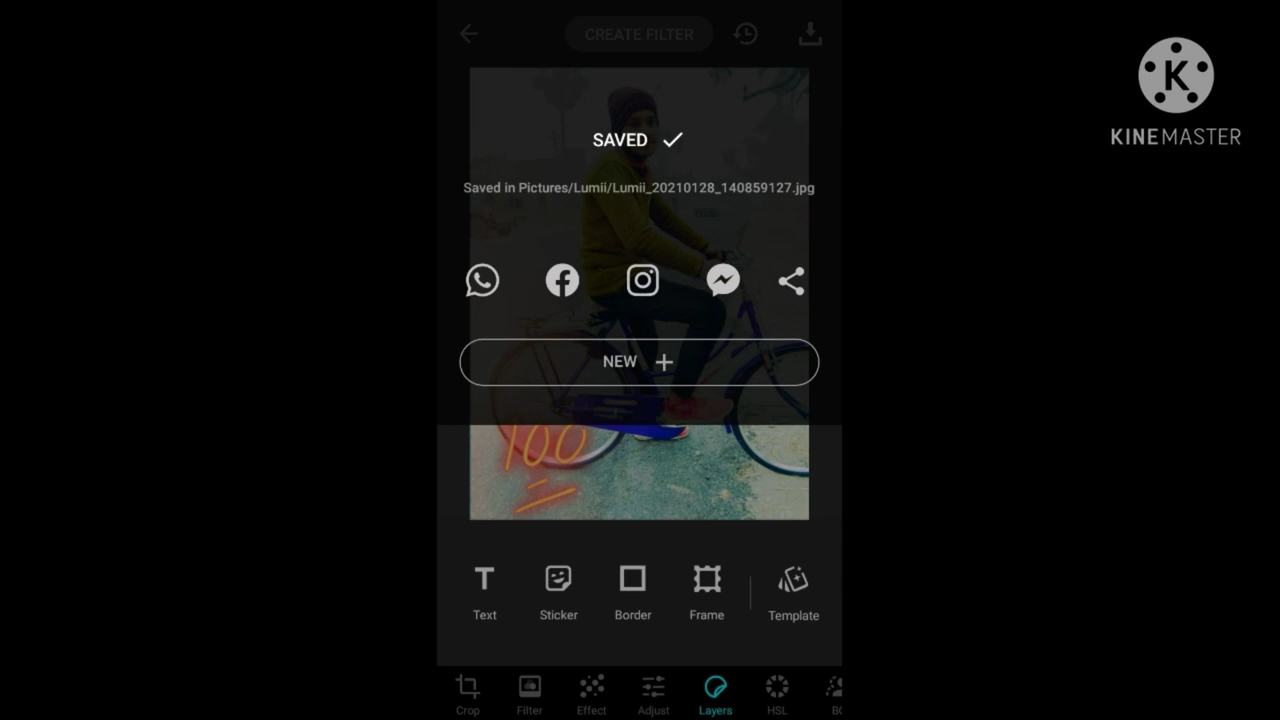 CREATE FILTER
KINEMASTER
SAVED
Saved in Pictures/Lumii/Lumii_20210128_140859127.jpg
NEW +
100
Text Sticker Border Frame Template
Crop Filter Effect Adjust Layers HSL